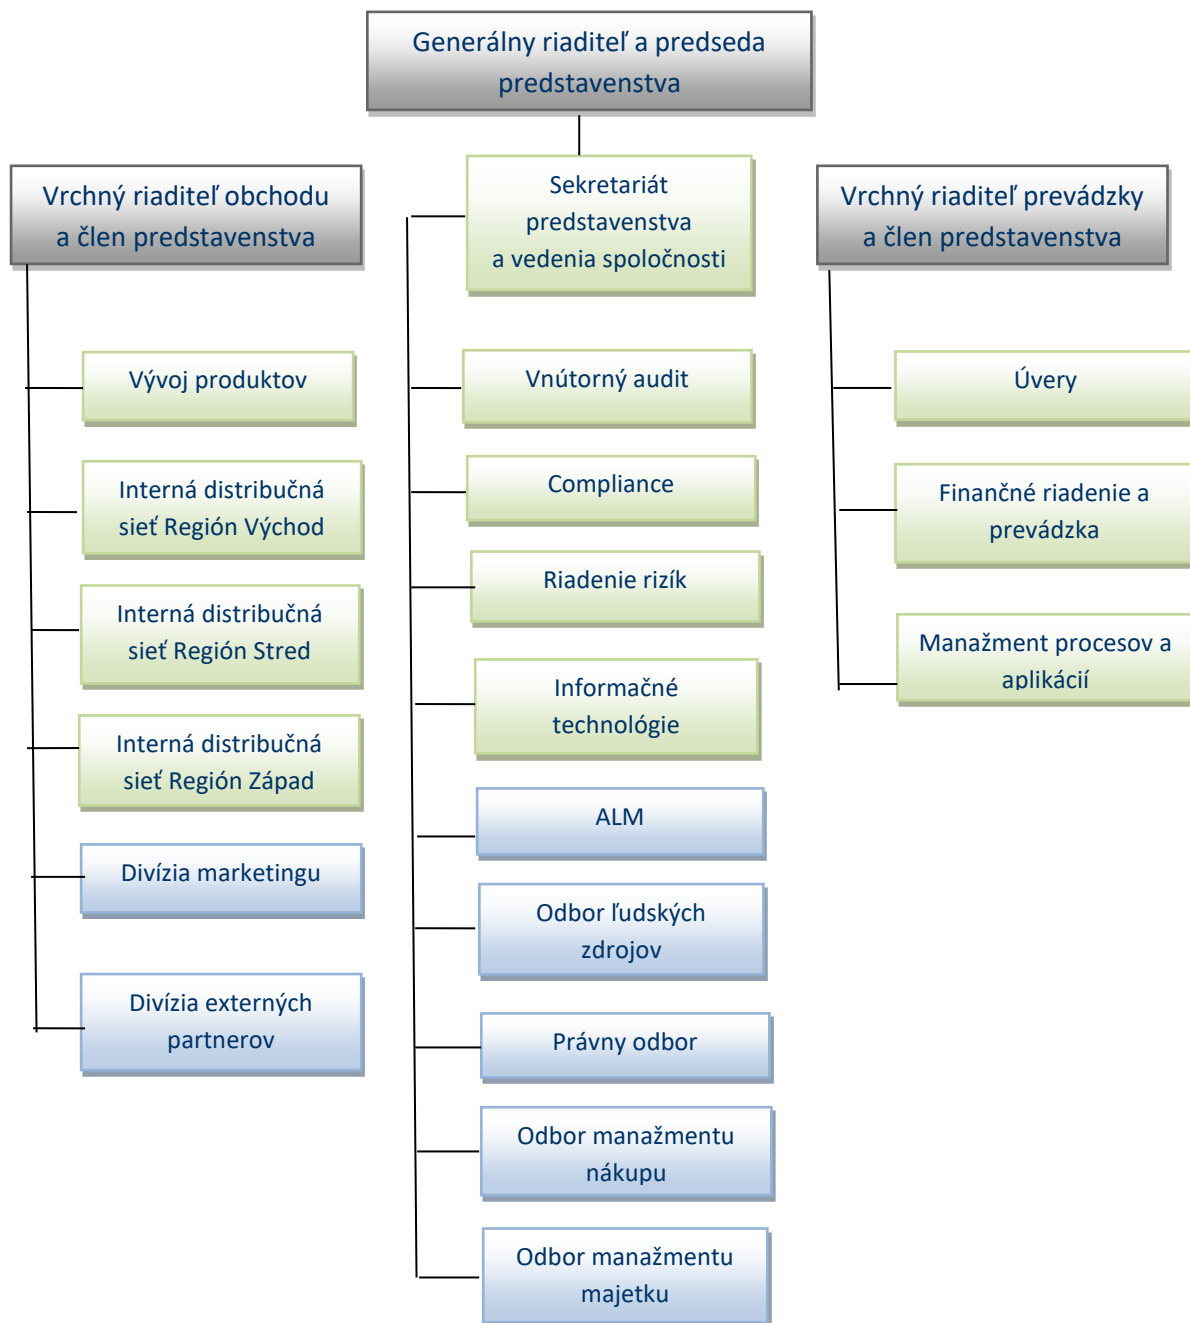 Generálny riaditeľ a predseda
predstavenstva
Vrchný riaditeľ obchodu
a člen predstavenstva
Vývoj produktov
Interná distribučná
sieť Región Východ
Interná distribučná
sieť Región Stred
Interná distribučná
sieť Región Západ
Divízia marketingu
Divízia externých
partnerov
Sekretariát
predstavenstva
a vedenia spoločnosti
Vnútorný audit
Compliance
Riadenie rizík
Informačné
technológie
ALM
Odbor ľudských
zdrojov
Právny odbor
Odbor manažmentu
nákupu
Odbor manažmentu
majetku
Vrchný riaditeľ prevádzky
a člen predstavenstva
Úvery
Finančné riadenie a
prevádzka
Manažment procesov a
aplikácií